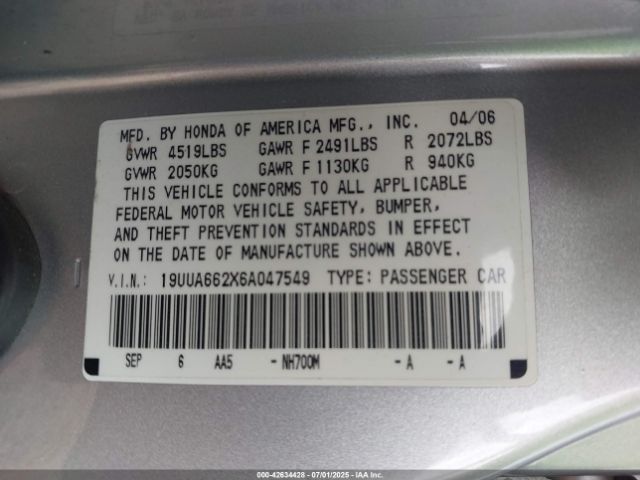 MFD. BY HONDA OF AMERICA MFG., INC. 04/06
GVWR 4519LBS GAWR F 2491LBS R 2072LBS
GVWR 2050KG GAWR F 1130KG R 940KG
THIS VEHICLE CONFORMS TO ALL APPLICABLE
FEDERAL MOTOR VEHICLE SAFETY, BUMPER,
AND THEFT PREVENTION STANDARDS IN EFFECT
ON THE DATE OF MANUFACTURE SHOWN ABOVE.
V.I.N.: 19UUA662X6A047549 TYPE: PASSENGER CAR
SEP 6 AA5 - NH700M - A - A
000-42634428 - 07/01/2025 - IAA Inc.